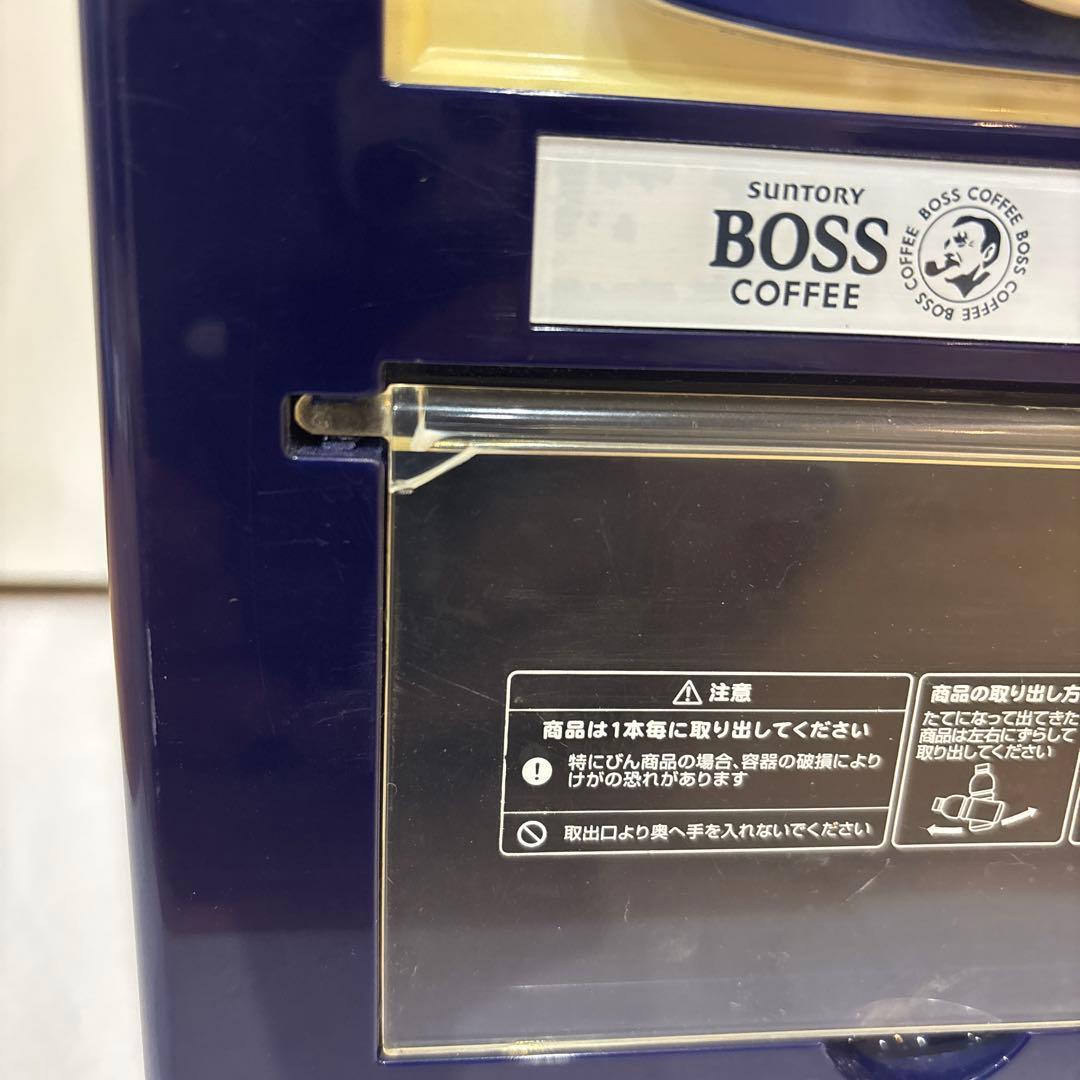 SUNTORY
BOSS
COFFEE
BOSS COFFEE BOSS COFFEE BOSS COFFEE
注意
商品は1本毎に取り出してください
特にびん商品の場合、容器の破損により
けがの恐れがあります
取出口より奥へ手を入れないでください
商品の取り出し方
たてになって出てきた
商品は左右にずらして
取り出してください